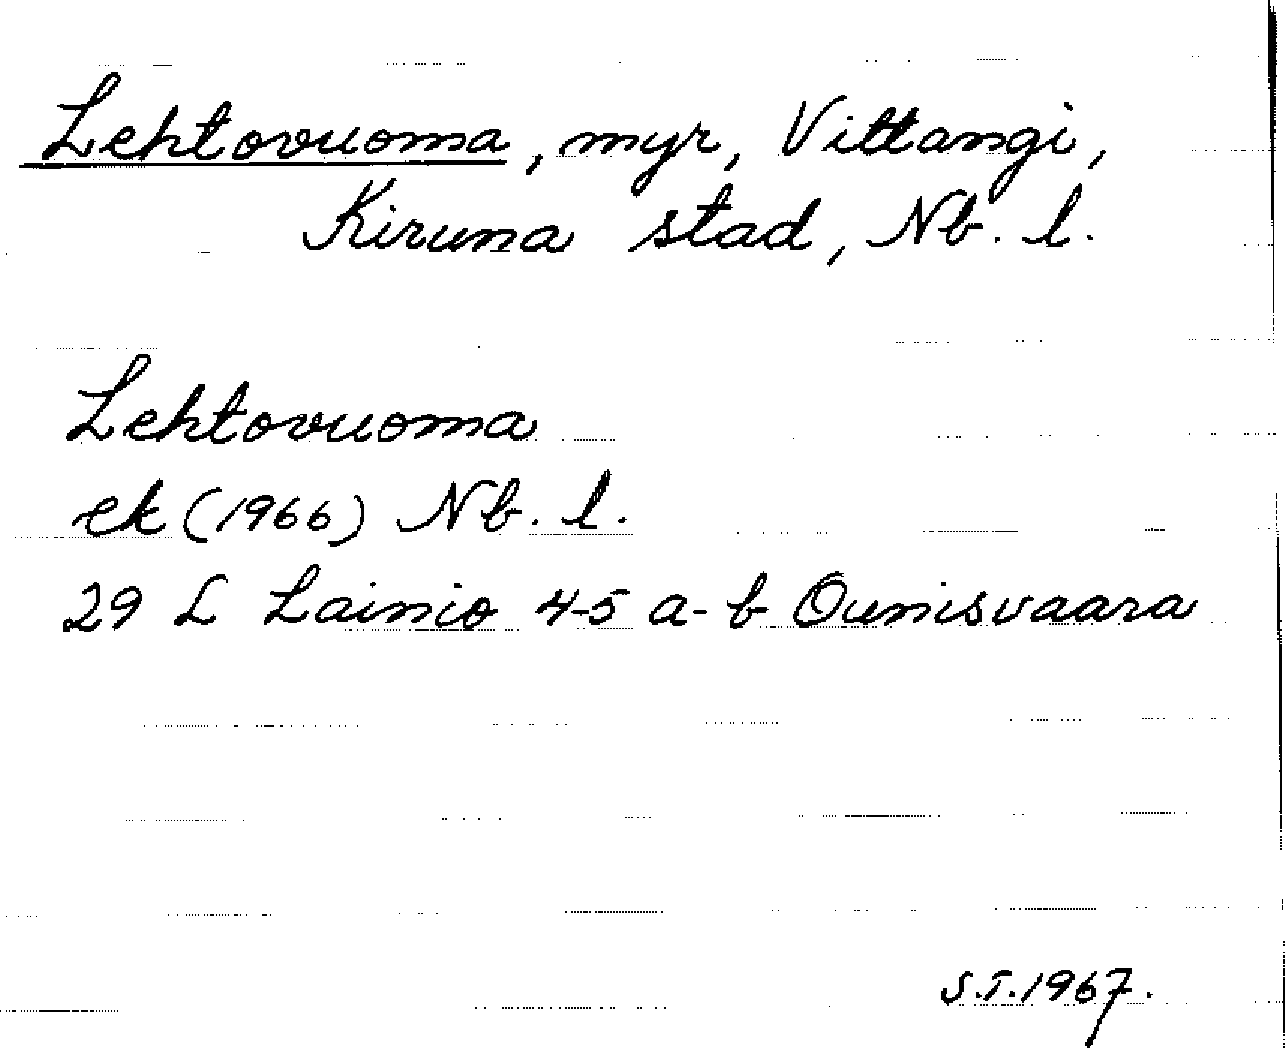 Lehtovuoma, myr, Vittangi,
Kiruna stad, Nb. l.
Lehtovuoma
ek (1966) Nb. l.
29 L Lainio 4-5 a-b Ounisvaara
S.T.1967.